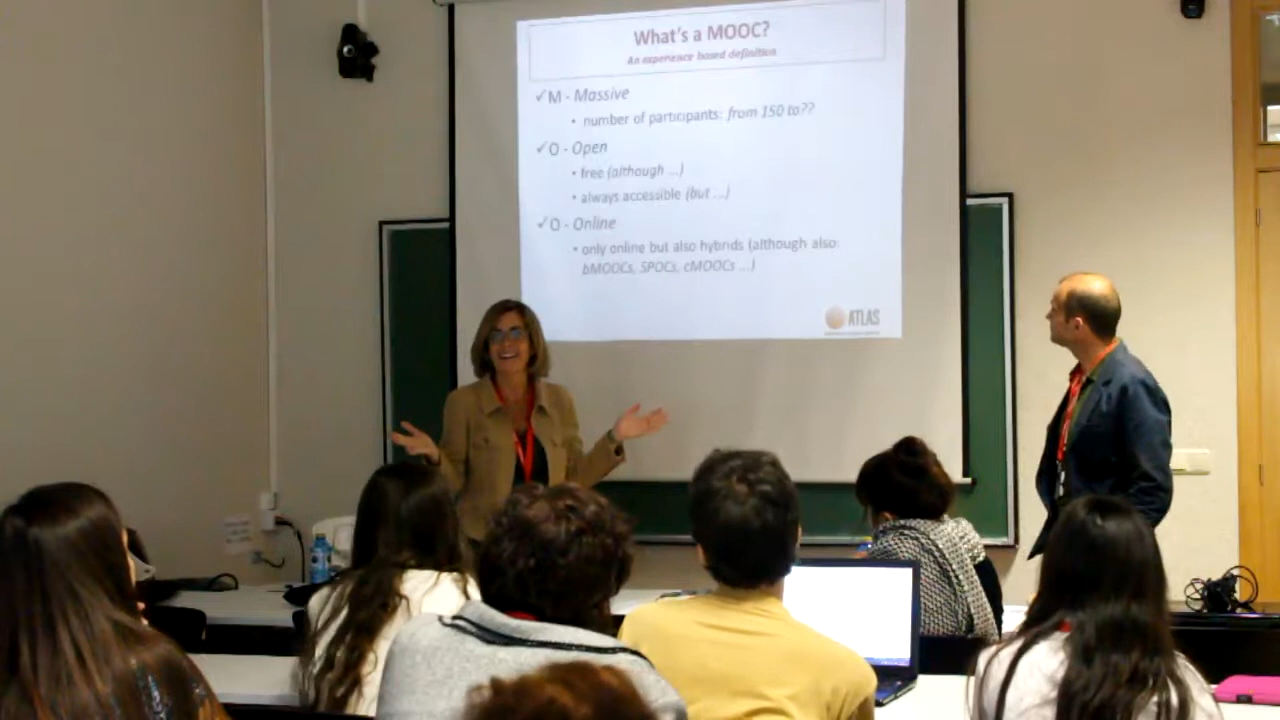 What's a MOOC?
An experience based definition
✓ M - Massive
• number of participants: from 150 to??
✓ O - Open
• free (although ...)
• always accessible (but ...)
✓ O - Online
• only online but also hybrids (although also:
bMOOCs, SPOCs, cMOOCs ...)
ATLAS